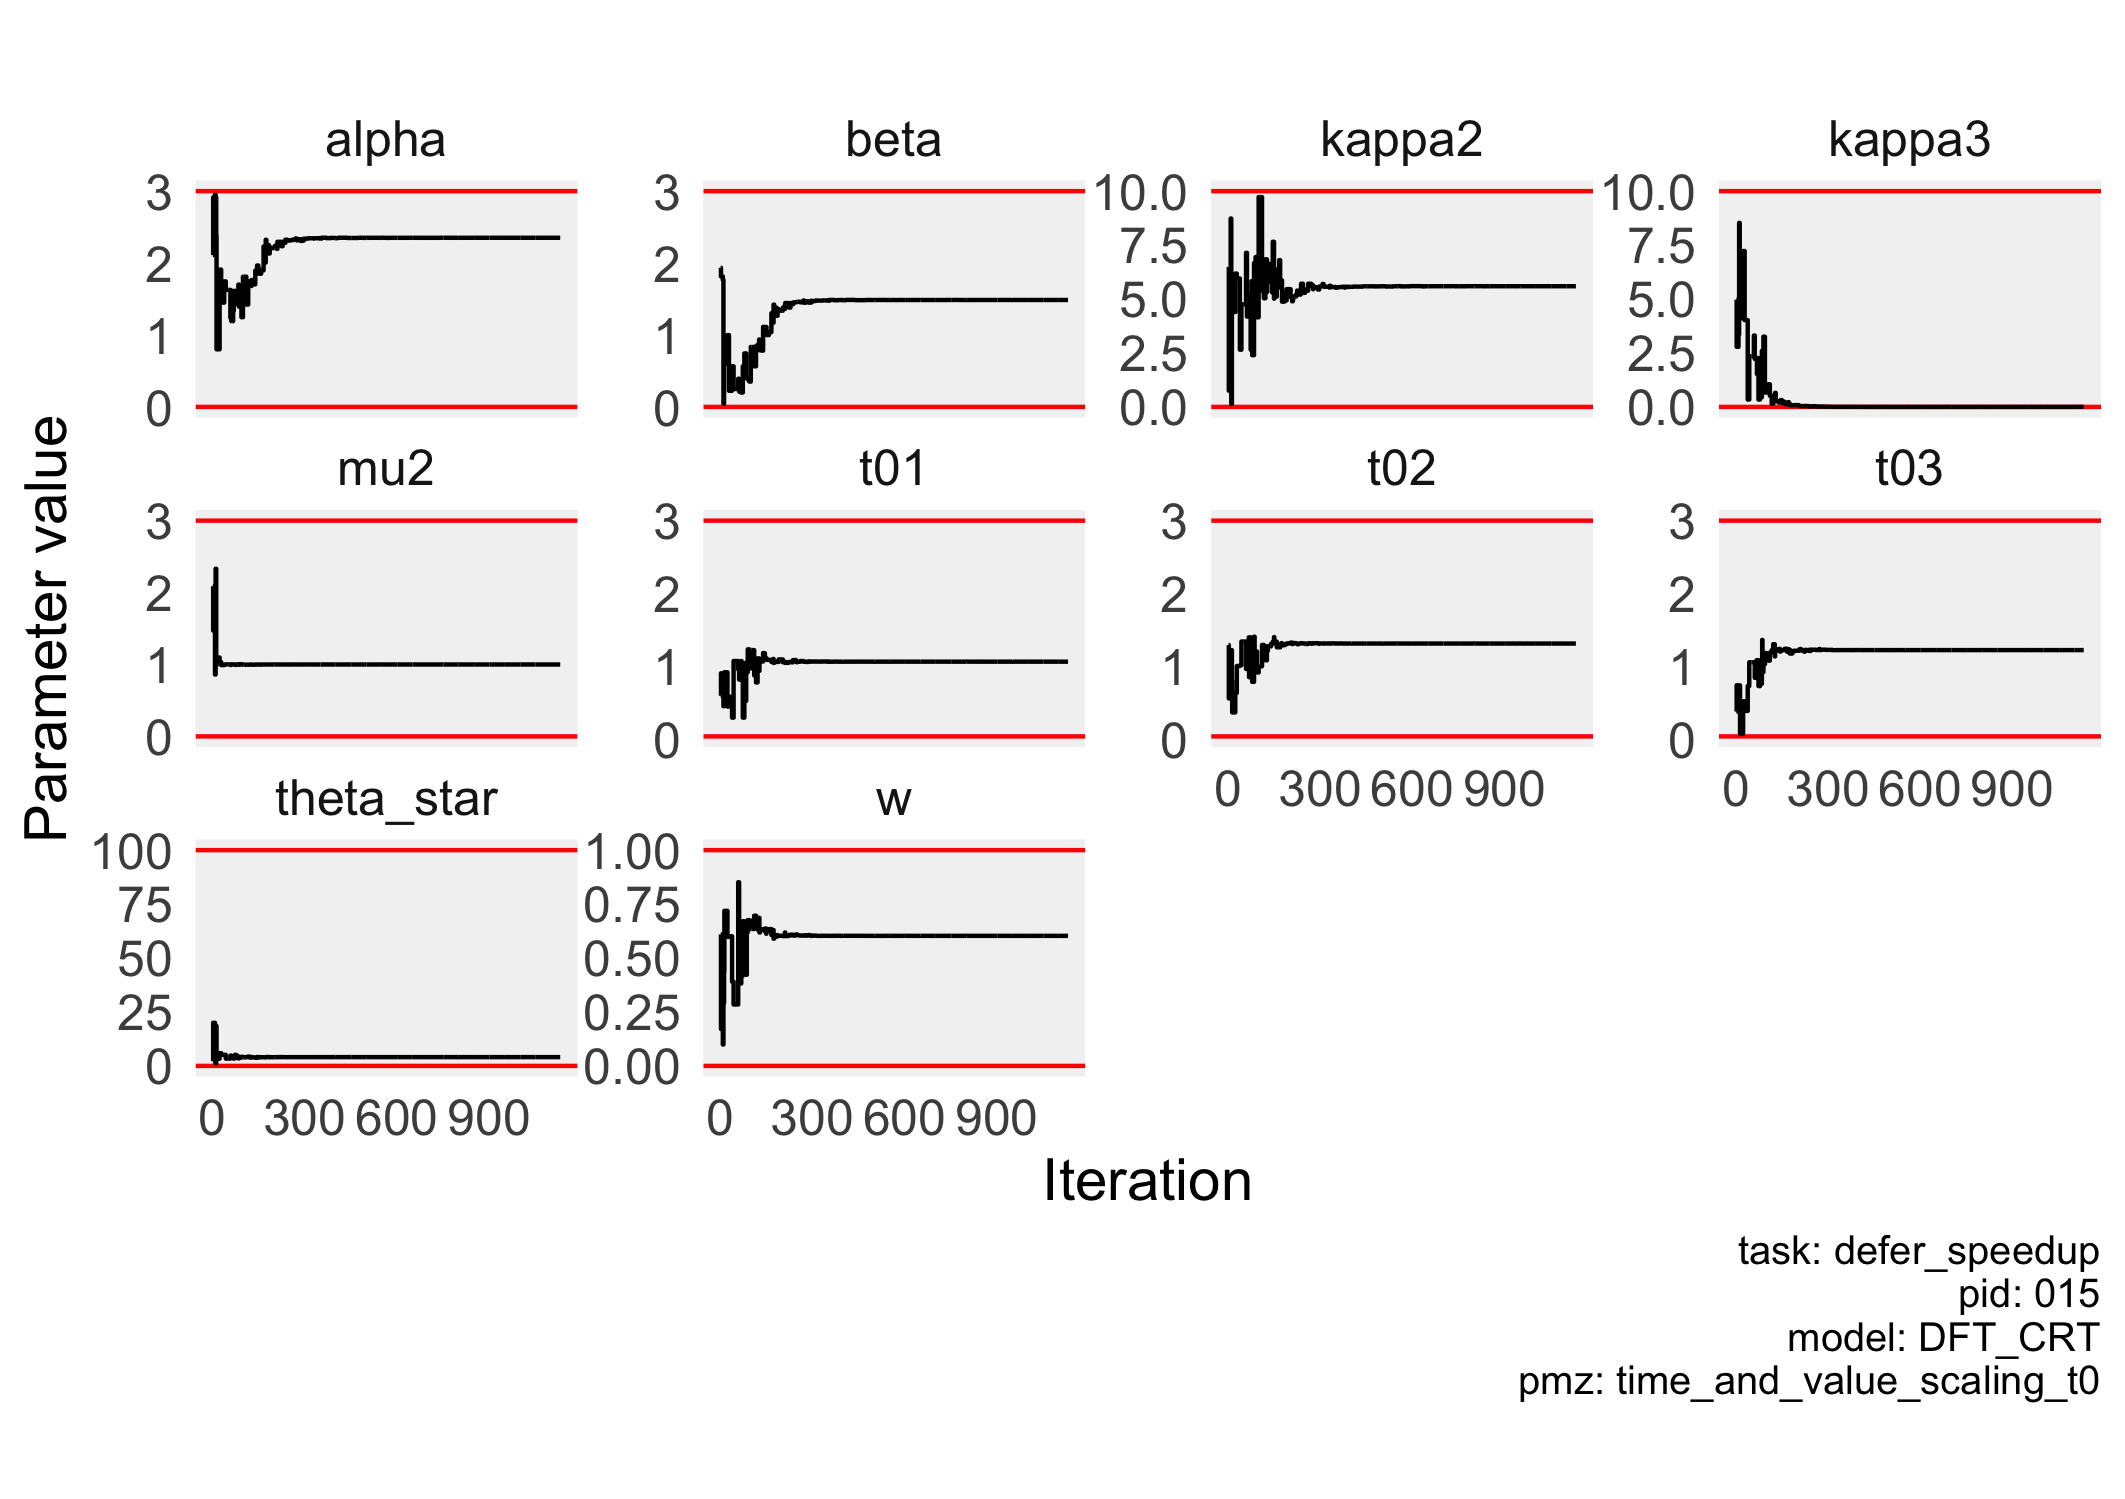 alpha beta kappa2 kappa3
3 3 10.0 10.0
2 2 7.5 7.5
5.0 5.0
1 1 2.5 2.5
0 0 0.0 0.0
mu2 t01 t02 t03
3 3 3 3
2 2 2 2
1 1 1 1
0 0 0 0
0 300 600 900 0 300 600 900
theta_star w
100 1.00
75 0.75
50 0.50
25 0.25
0 0.00
0 300 600 900 0 300 600 900
Parameter value
Iteration
task: defer_speedup
pid: 015
model: DFT_CRT
pmz: time_and_value_scaling_t0